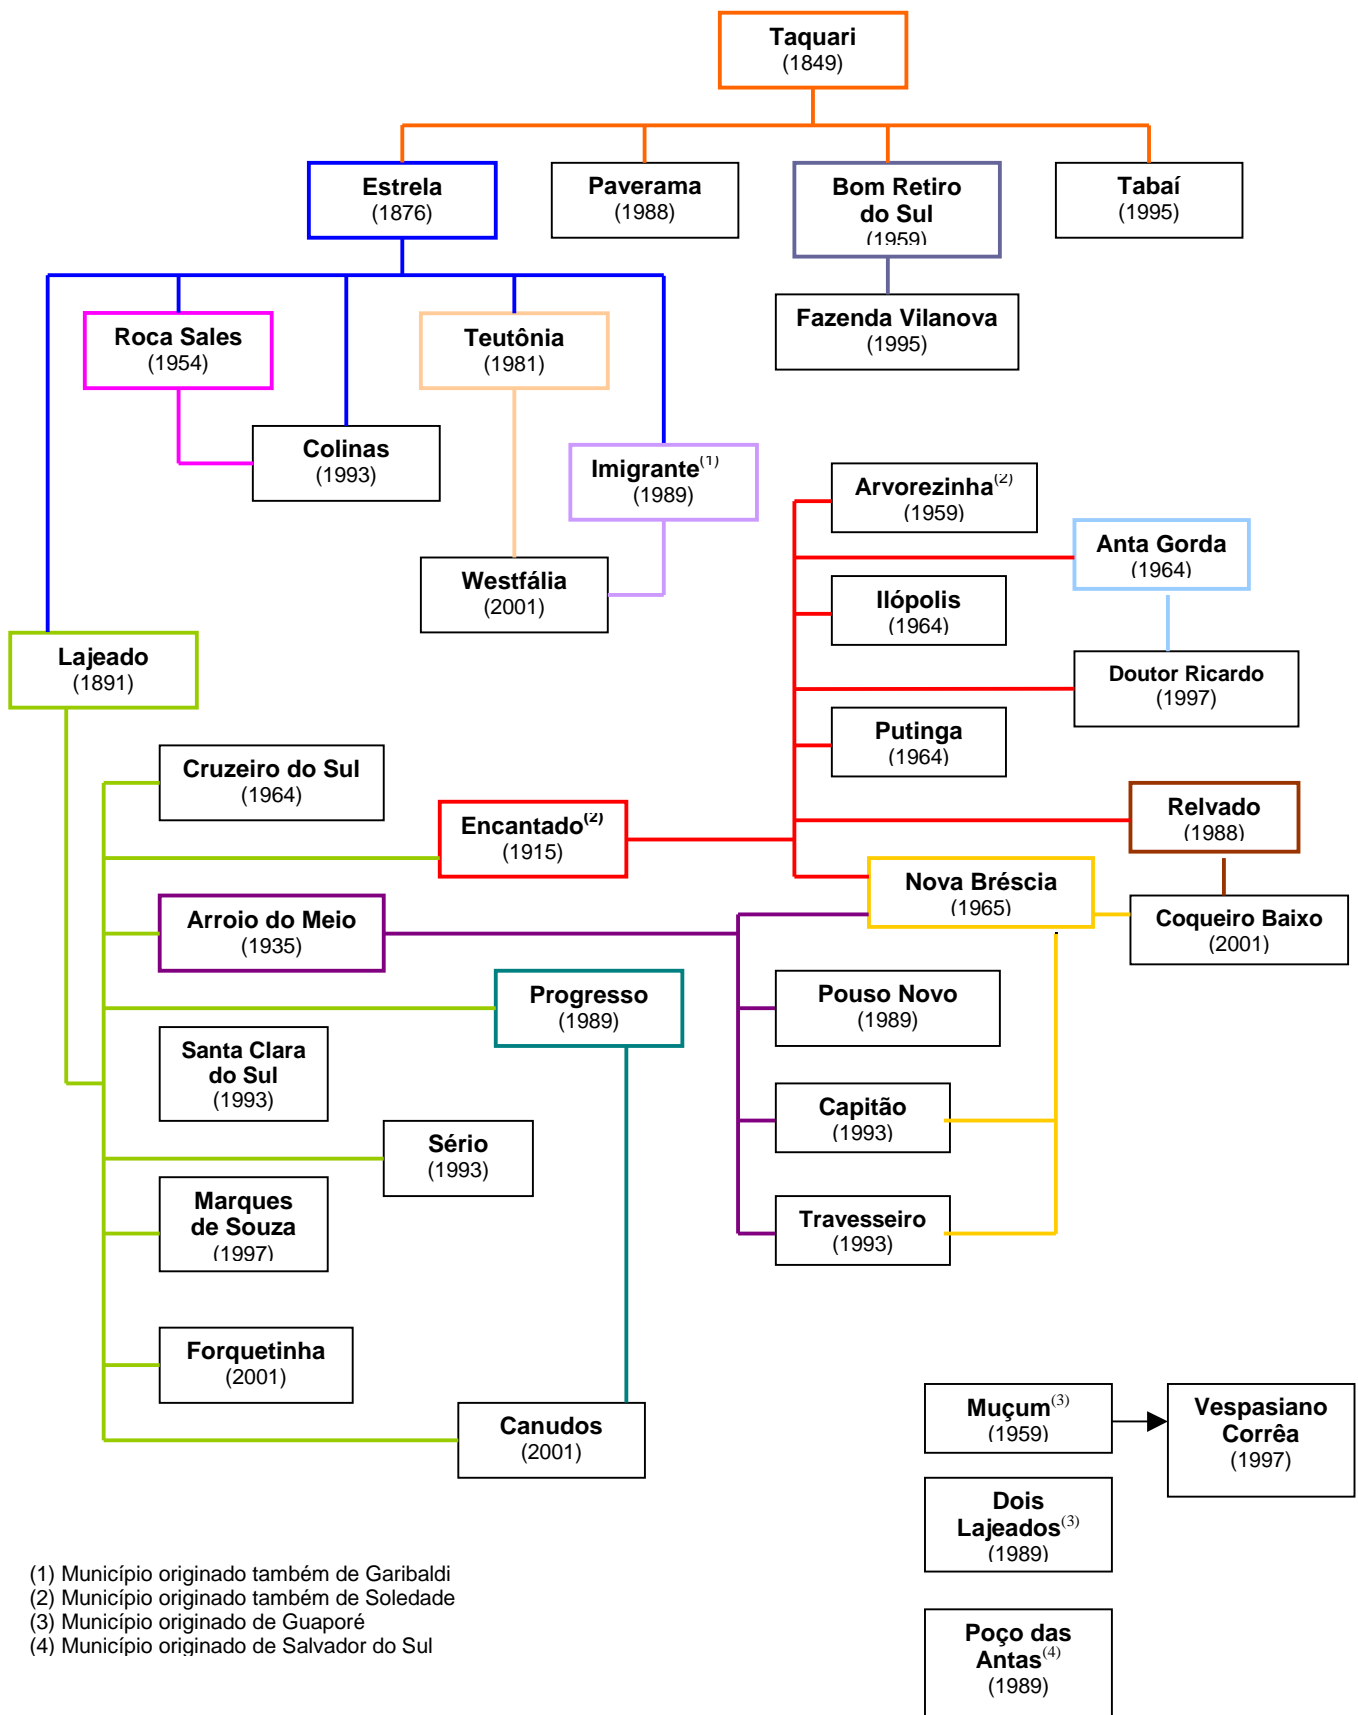 Taquari
(1849)
Estrela
(1876)
Paverama
(1988)
Bom Retiro
do Sul
(1959)
Tabaí
(1995)
Fazenda Vilanova
(1995)
Roca Sales
(1954)
Teutônia
(1981)
Colinas
(1993)
Imigrante(1)
(1989)
Westfália
(2001)
Arvorezinha(2)
(1959)
Anta Gorda
(1964)
Ilópolis
(1964)
Doutor Ricardo
(1997)
Putinga
(1964)
Lajeado
(1891)
Cruzeiro do Sul
(1964)
Encantado(2)
(1915)
Relvado
(1988)
Nova Bréscia
(1965)
Coqueiro Baixo
(2001)
Arroio do Meio
(1935)
Progresso
(1989)
Pouso Novo
(1989)
Santa Clara
do Sul
(1993)
Capitão
(1993)
Sério
(1993)
Marques
de Souza
(1997)
Travesseiro
(1993)
Forquetinha
(2001)
Canudos
(2001)
Muçum(3)
(1959)
Vespasiano
Corrêa
(1997)
Dois
Lajeados(3)
(1989)
Poço das
Antas(4)
(1989)
(1) Município originado também de Garibaldi
(2) Município originado também de Soledade
(3) Município originado de Guaporé
(4) Município originado de Salvador do Sul